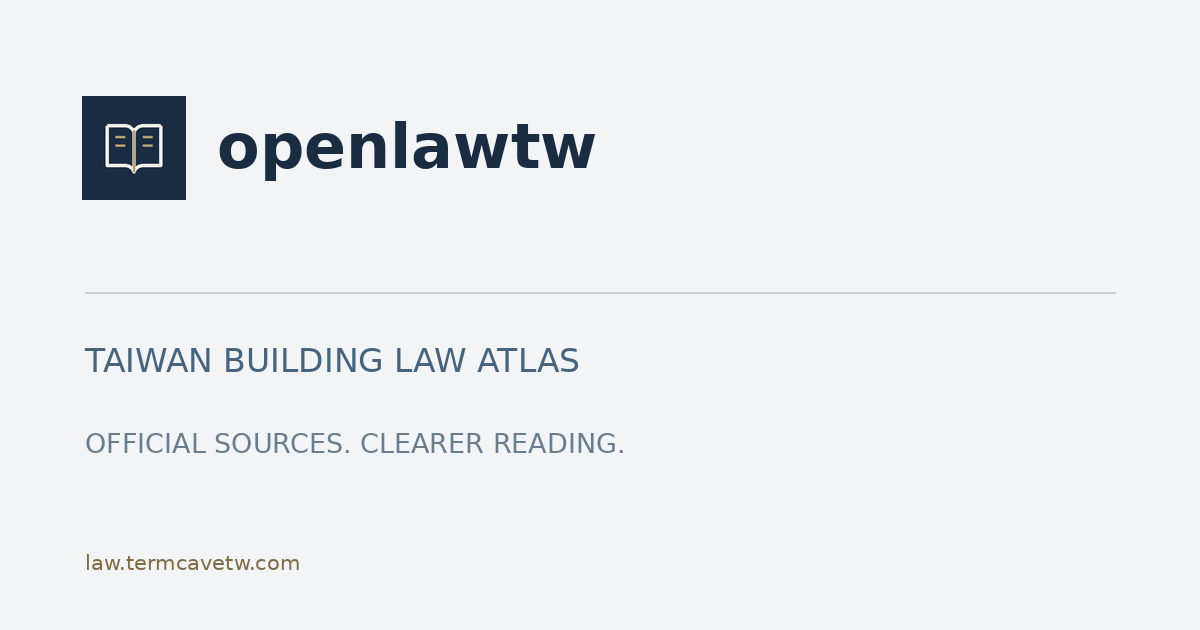 openlawtw
TAIWAN BUILDING LAW ATLAS
OFFICIAL SOURCES. CLEARER READING.
law.termcavetw.com